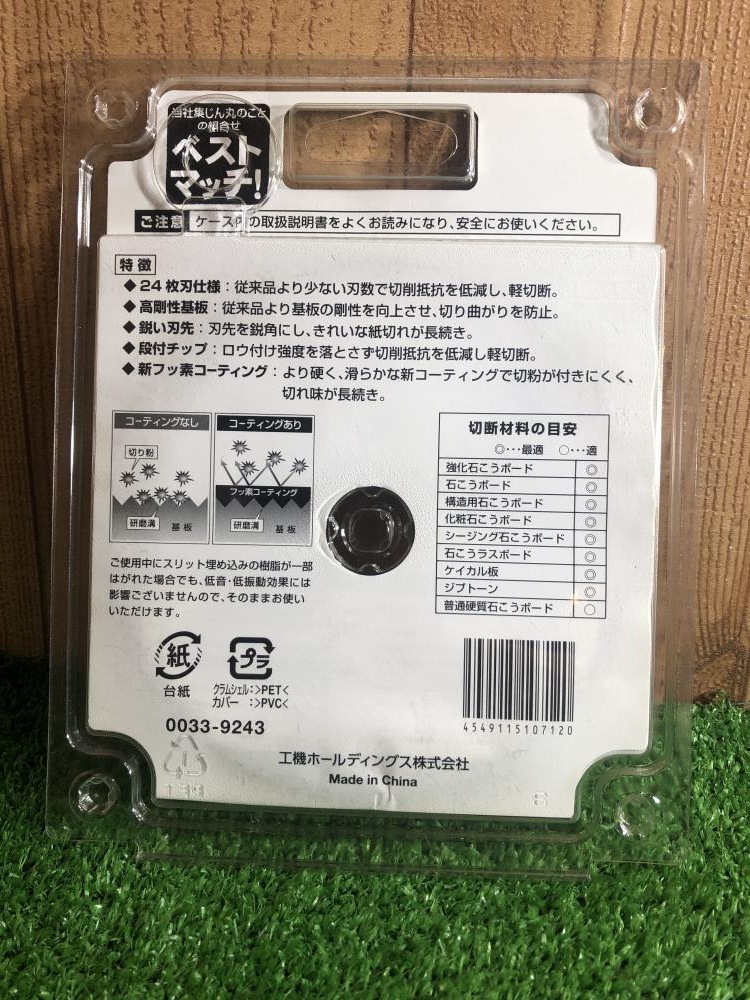 当社集じん丸のこと
の組合せ
ベスト
マッチ!
ご注意 ケース内の取扱説明書をよくお読みになり、安全にお使いください。
特徴
◆24枚刃仕様：従来品より少ない刃数で切削抵抗を低減し、軽切断。
◆高剛性基板：従来品より基板の剛性を向上させ、切り曲がりを防止。
◆鋭い刃先：刃先を鋭角にし、きれいな紙切れが長続き。
◆段付チップ：ロウ付け強度を落とさず切削抵抗を低減し軽切断。
◆新フッ素コーティング：より硬く、滑らかな新コーティングで切粉が付きにくく、
切れ味が長続き。
コーティングなし
切り粉
研磨溝 基板
コーティングあり
フッ素コーティング
研磨溝 基板
ご使用中にスリット埋め込みの樹脂が一部
はがれた場合でも、低音・低振動効果には
影響ございませんので、そのままお使い
いただけます。
切断材料の目安
◎…最適 ○…適
強化石こうボード ◎
石こうボード ◎
構造用石こうボード ◎
化粧石こうボード ◎
シージング石こうボード ◎
石こうラスボード ◎
ケイカル板 ◎
ジプトーン ◎
普通硬質石こうボード ○
紙
台紙
プラ
クラムシェル:>PET<
カバー :>PVC<
0033-9243
4549115107120
工機ホールディングス株式会社
Made in China